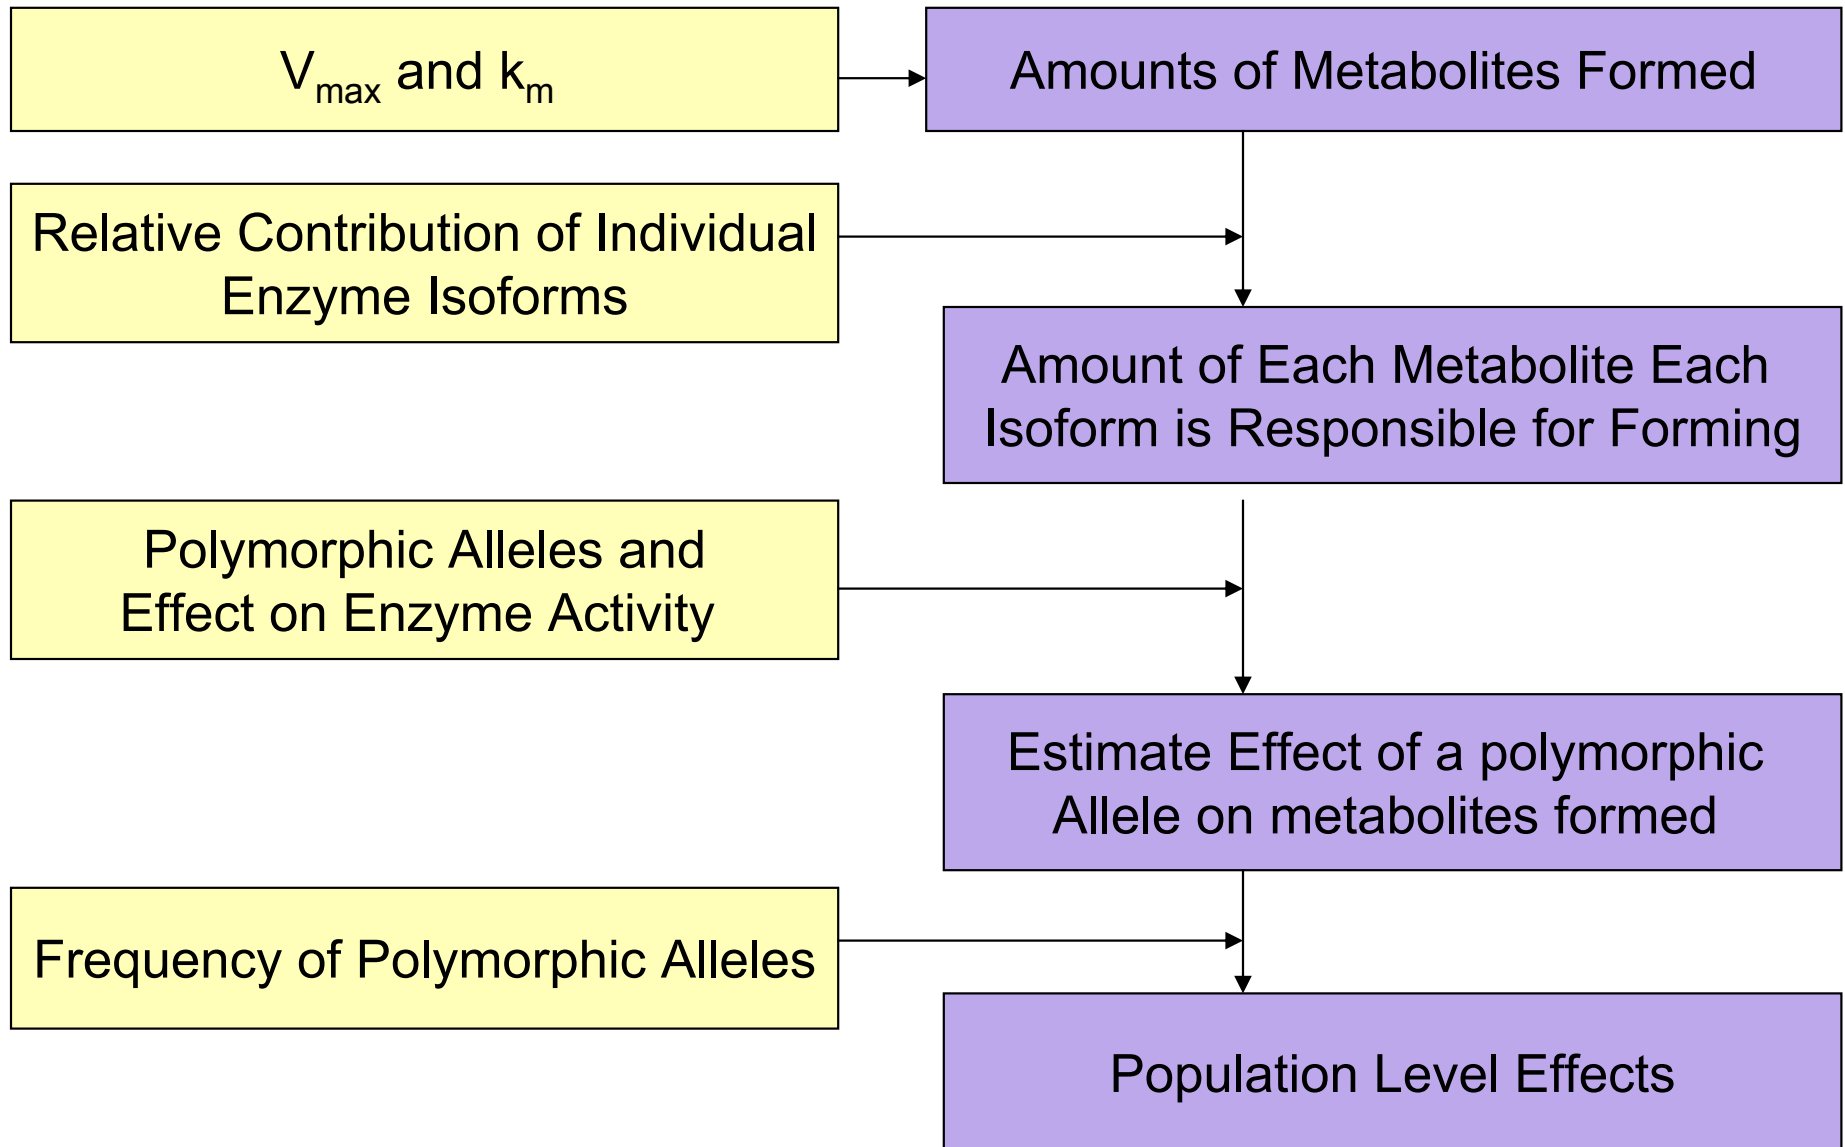 V_max and k_m
Amounts of Metabolites Formed
Relative Contribution of Individual
Enzyme Isoforms
Amount of Each Metabolite Each
Isoform is Responsible for Forming
Polymorphic Alleles and
Effect on Enzyme Activity
Estimate Effect of a polymorphic
Allele on metabolites formed
Frequency of Polymorphic Alleles
Population Level Effects